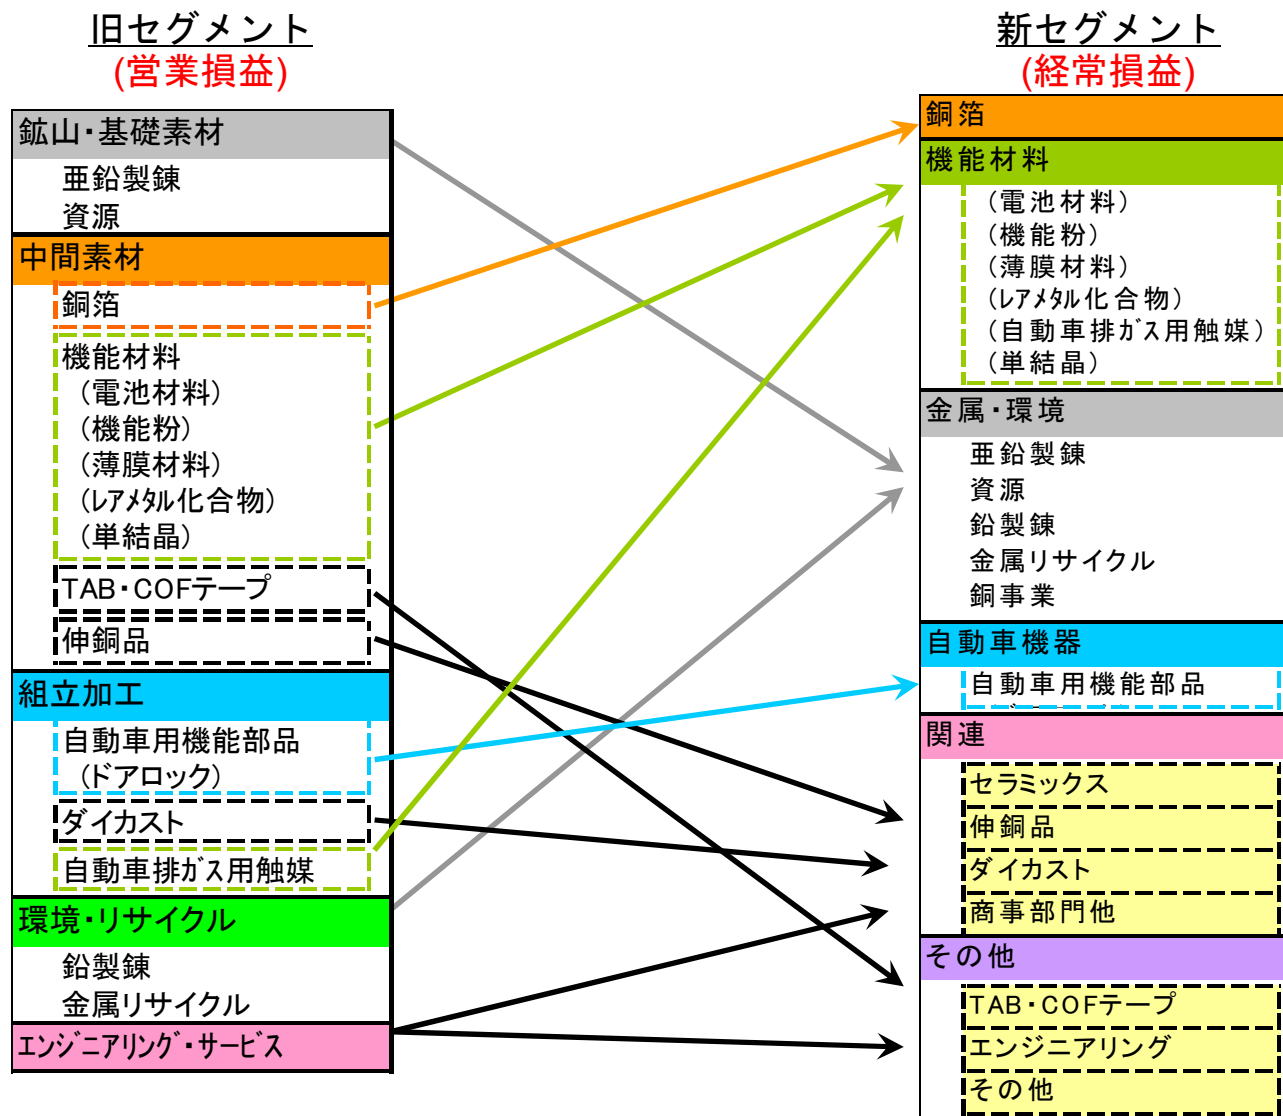 旧セグメント
(営業損益)
鉱山・基礎素材
亜鉛製錬
資源
中間素材
銅箔
機能材料
(電池材料)
(機能粉)
(薄膜材料)
(ﾚｱﾒﾀﾙ化合物)
(単結晶)
TAB・COFテープ
伸銅品
組立加工
自動車用機能部品
(ドアロック)
ダイカスト
自動車排ｶﾞｽ用触媒
環境・リサイクル
鉛製錬
金属リサイクル
ｴﾝｼﾞﾆｱﾘﾝｸﾞ・ｻｰﾋﾞｽ
新セグメント
(経常損益)
銅箔
機能材料
(電池材料)
(機能粉)
(薄膜材料)
(ﾚｱﾒﾀﾙ化合物)
(自動車排ｶﾞｽ用触媒)
(単結晶)
金属・環境
亜鉛製錬
資源
鉛製錬
金属リサイクル
銅事業
自動車機器
自動車用機能部品
関連
セラミックス
伸銅品
ダイカスト
商事部門他
その他
TAB・COFテープ
エンジニアリング
その他